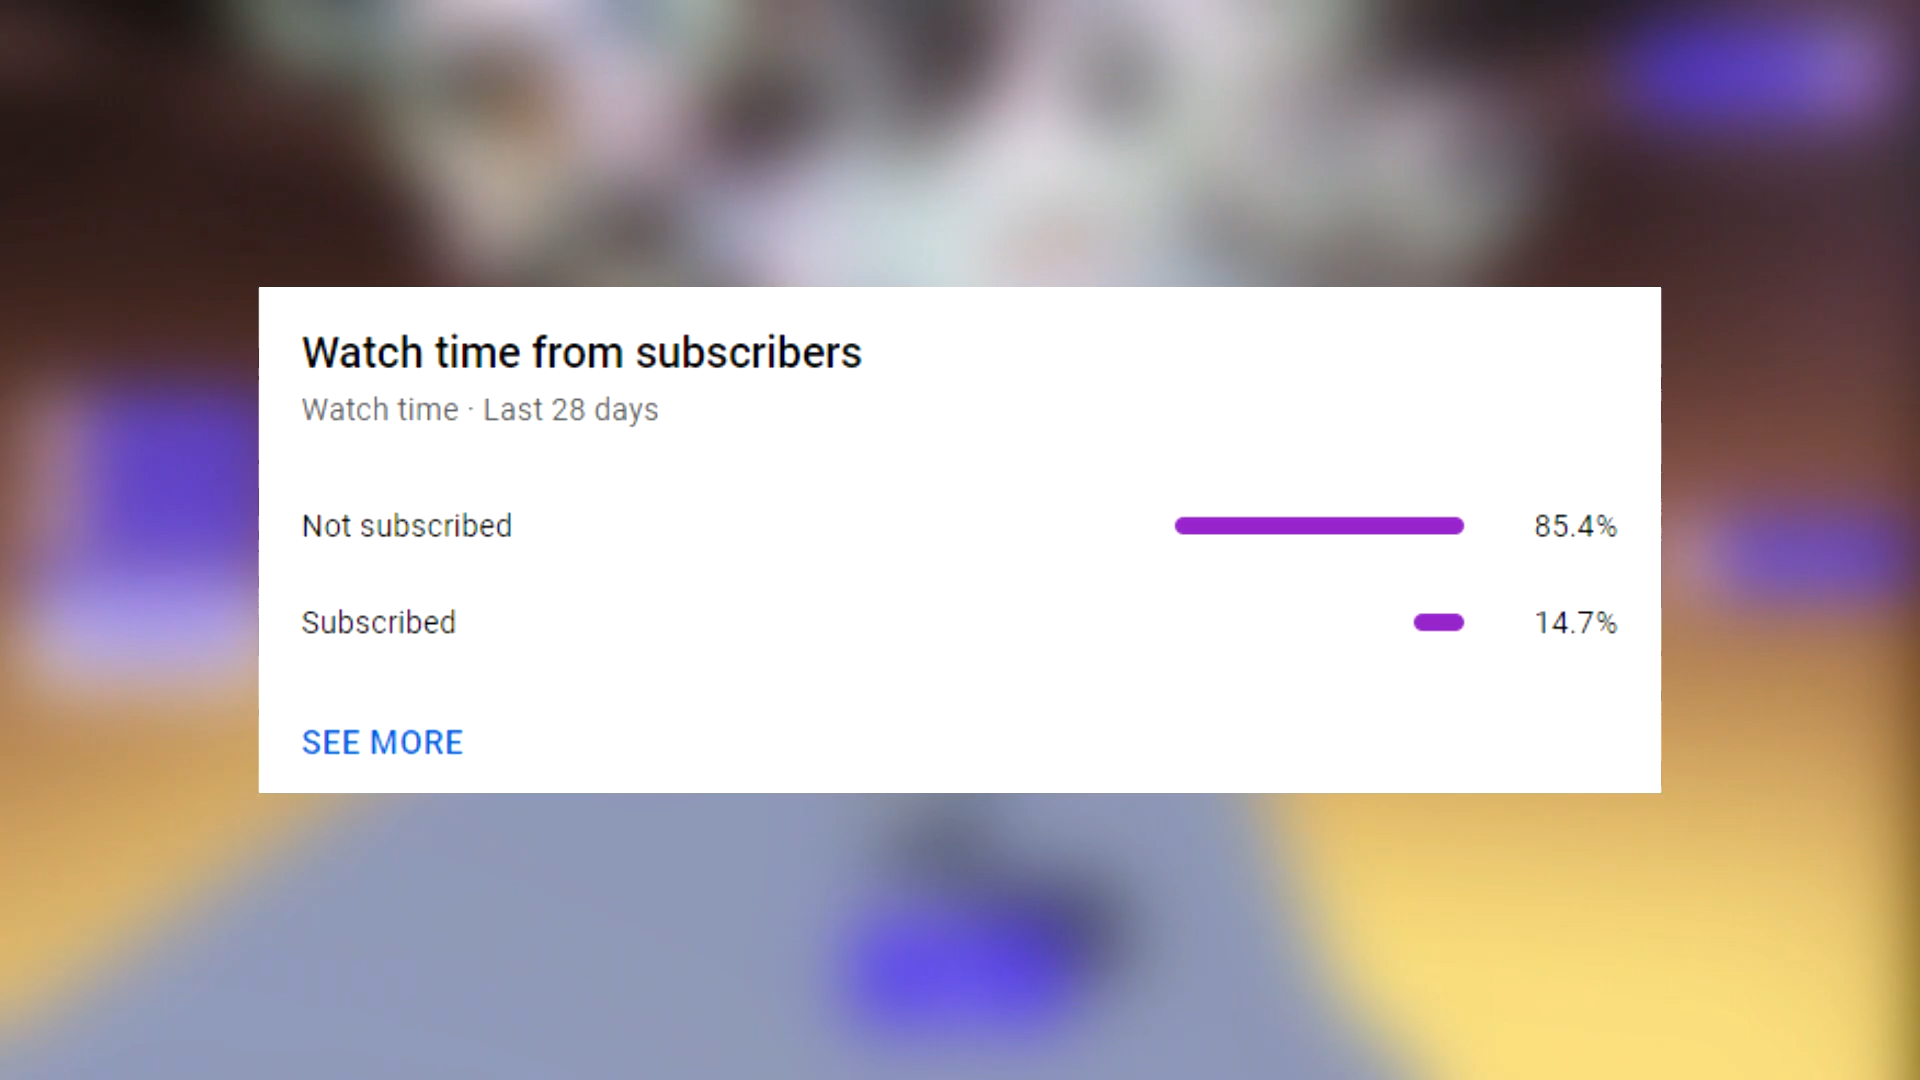 Watch time from subscribers
Watch time · Last 28 days
Not subscribed 85.4%
Subscribed 14.7%
SEE MORE